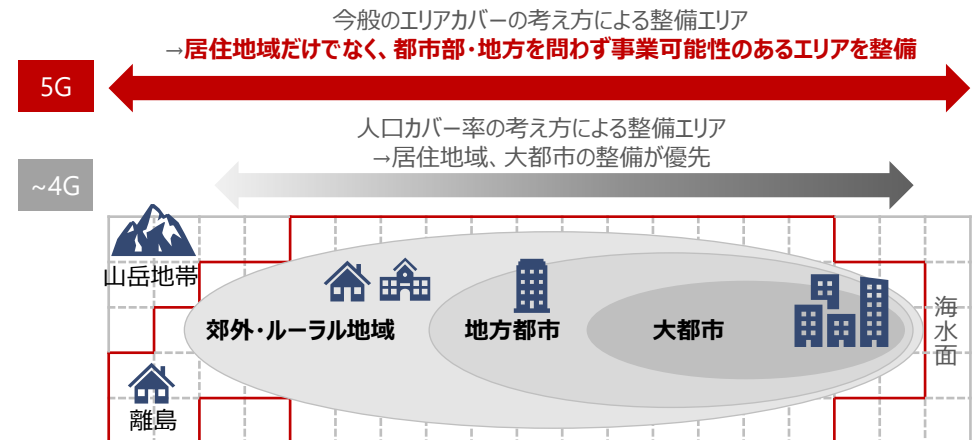 今般のエリアカバーの考え方による整備エリア
→居住地域だけでなく、都市部・地方を問わず事業可能性のあるエリアを整備
5G
人口カバー率の考え方による整備エリア
→居住地域、大都市の整備が優先
~4G
山岳地帯
郊外・ルーラル地域
地方都市
大都市
海水面
離島